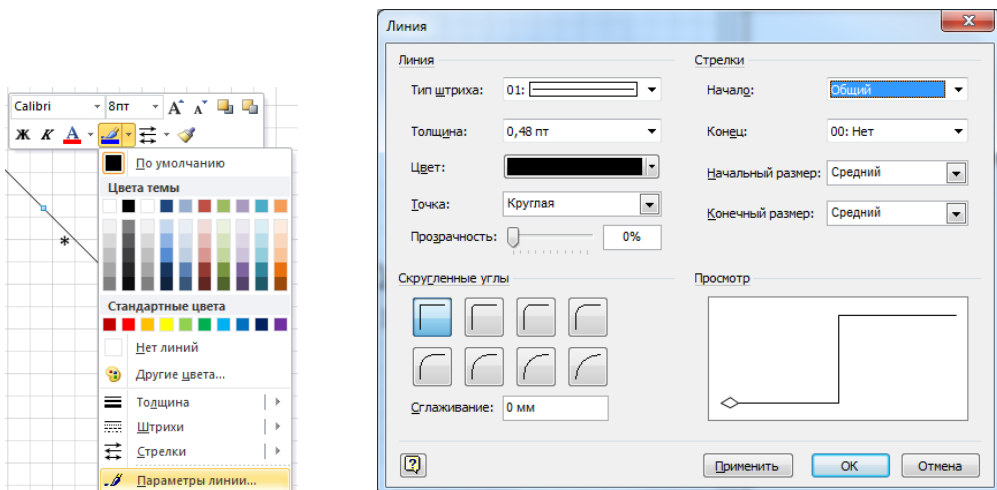 Calibri 8пт A A
Ж К А
По умолчанию
Цвета темы
*
Стандартные цвета
Нет линий
Другие цвета...
Толщина
Штрихи
Стрелки
Параметры линии...
Линия
Линия
Тип штриха: 01:
Толщина: 0,48 пт
Цвет:
Точка: Круглая
Прозрачность: 0%
Стрелки
Начало: Общий
Конец: 00: Нет
Начальный размер: Средний
Конечный размер: Средний
Скругленные углы
Сглаживание: 0 мм
Просмотр
? Применить ОК Отмена